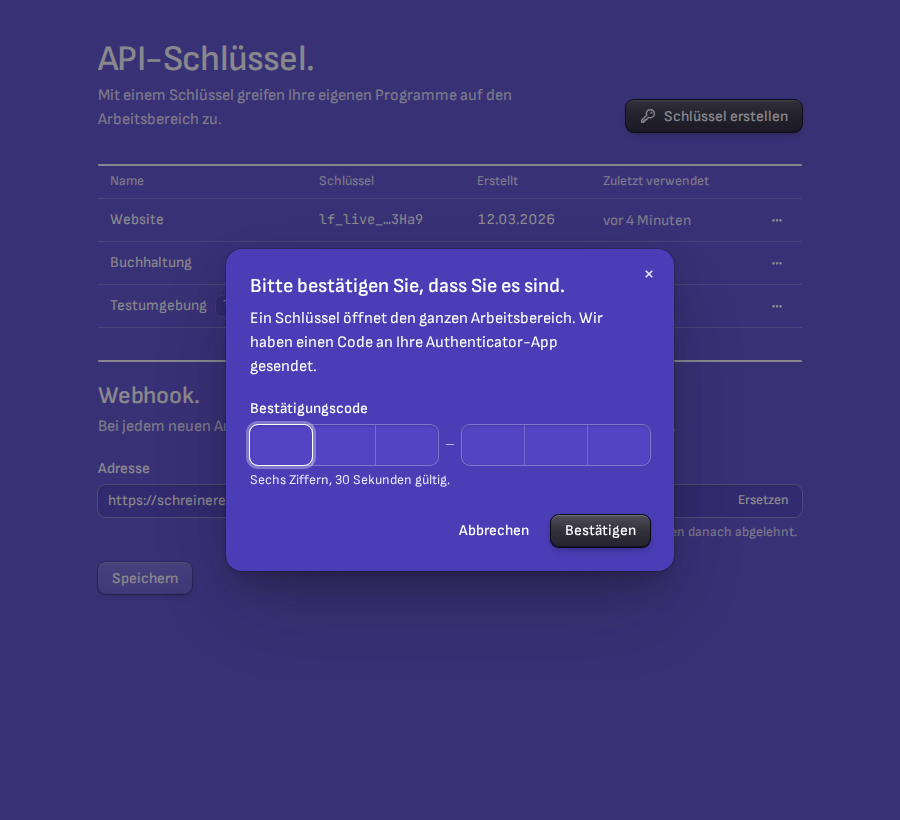 API-Schlüssel.
Mit einem Schlüssel greifen Ihre eigenen Programme auf den
Arbeitsbereich zu.
Schlüssel erstellen
Name Schlüssel Erstellt Zuletzt verwendet
Website lf_live_…3Ha9 12.03.2026 vor 4 Minuten
Buchhaltung
Testumgebung
Bitte bestätigen Sie, dass Sie es sind.
Ein Schlüssel öffnet den ganzen Arbeitsbereich. Wir
haben einen Code an Ihre Authenticator-App
gesendet.
Bestätigungscode
–
Sechs Ziffern, 30 Sekunden gültig.
Abbrechen Bestätigen
Webhook.
Bei jedem neuen
Adresse
https://schreinere Ersetzen
danach abgelehnt.
Speichern